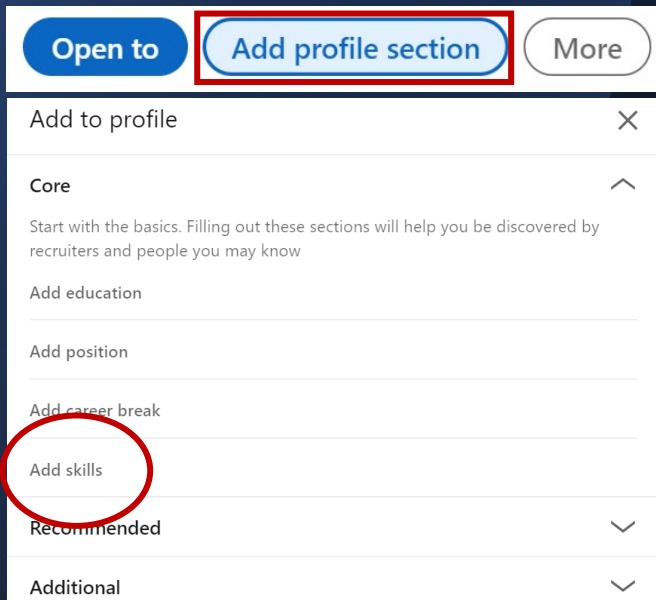 Open to Add profile section More
Add to profile
Core
Start with the basics. Filling out these sections will help you be discovered by
recruiters and people you may know
Add education
Add position
Add career break
Add skills
Recommended
Additional